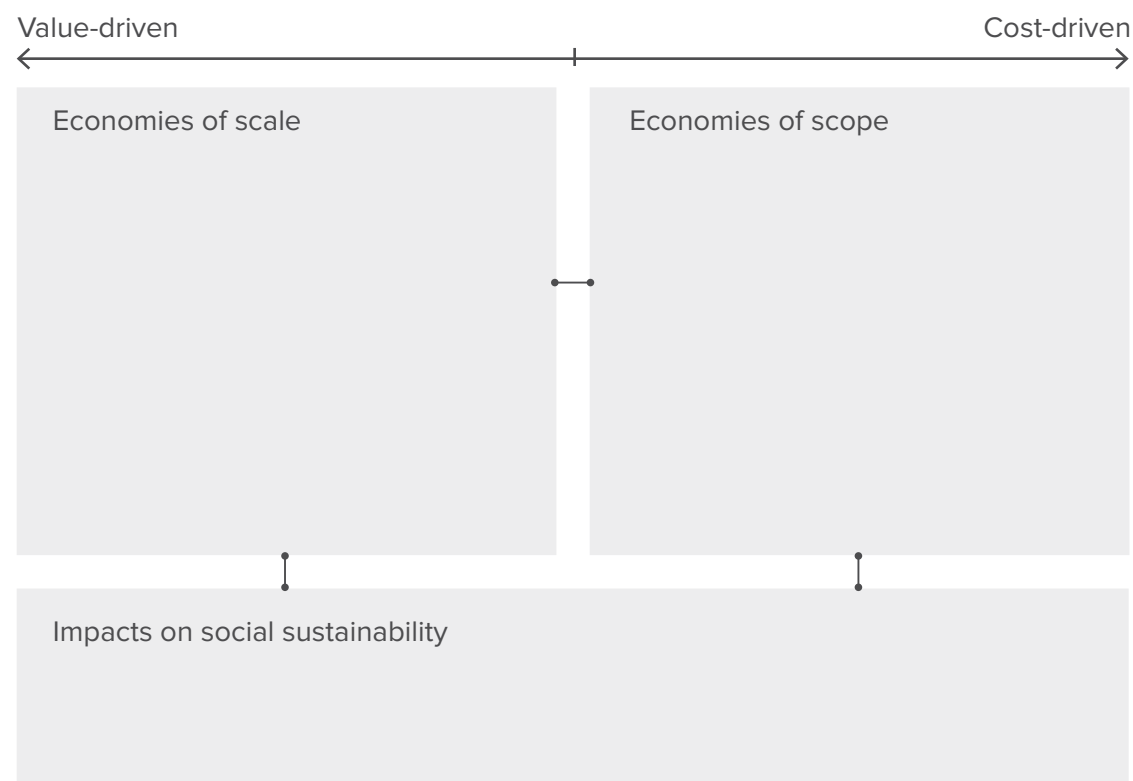 Value-driven
Cost-driven
Economies of scale
Economies of scope
Impacts on social sustainability